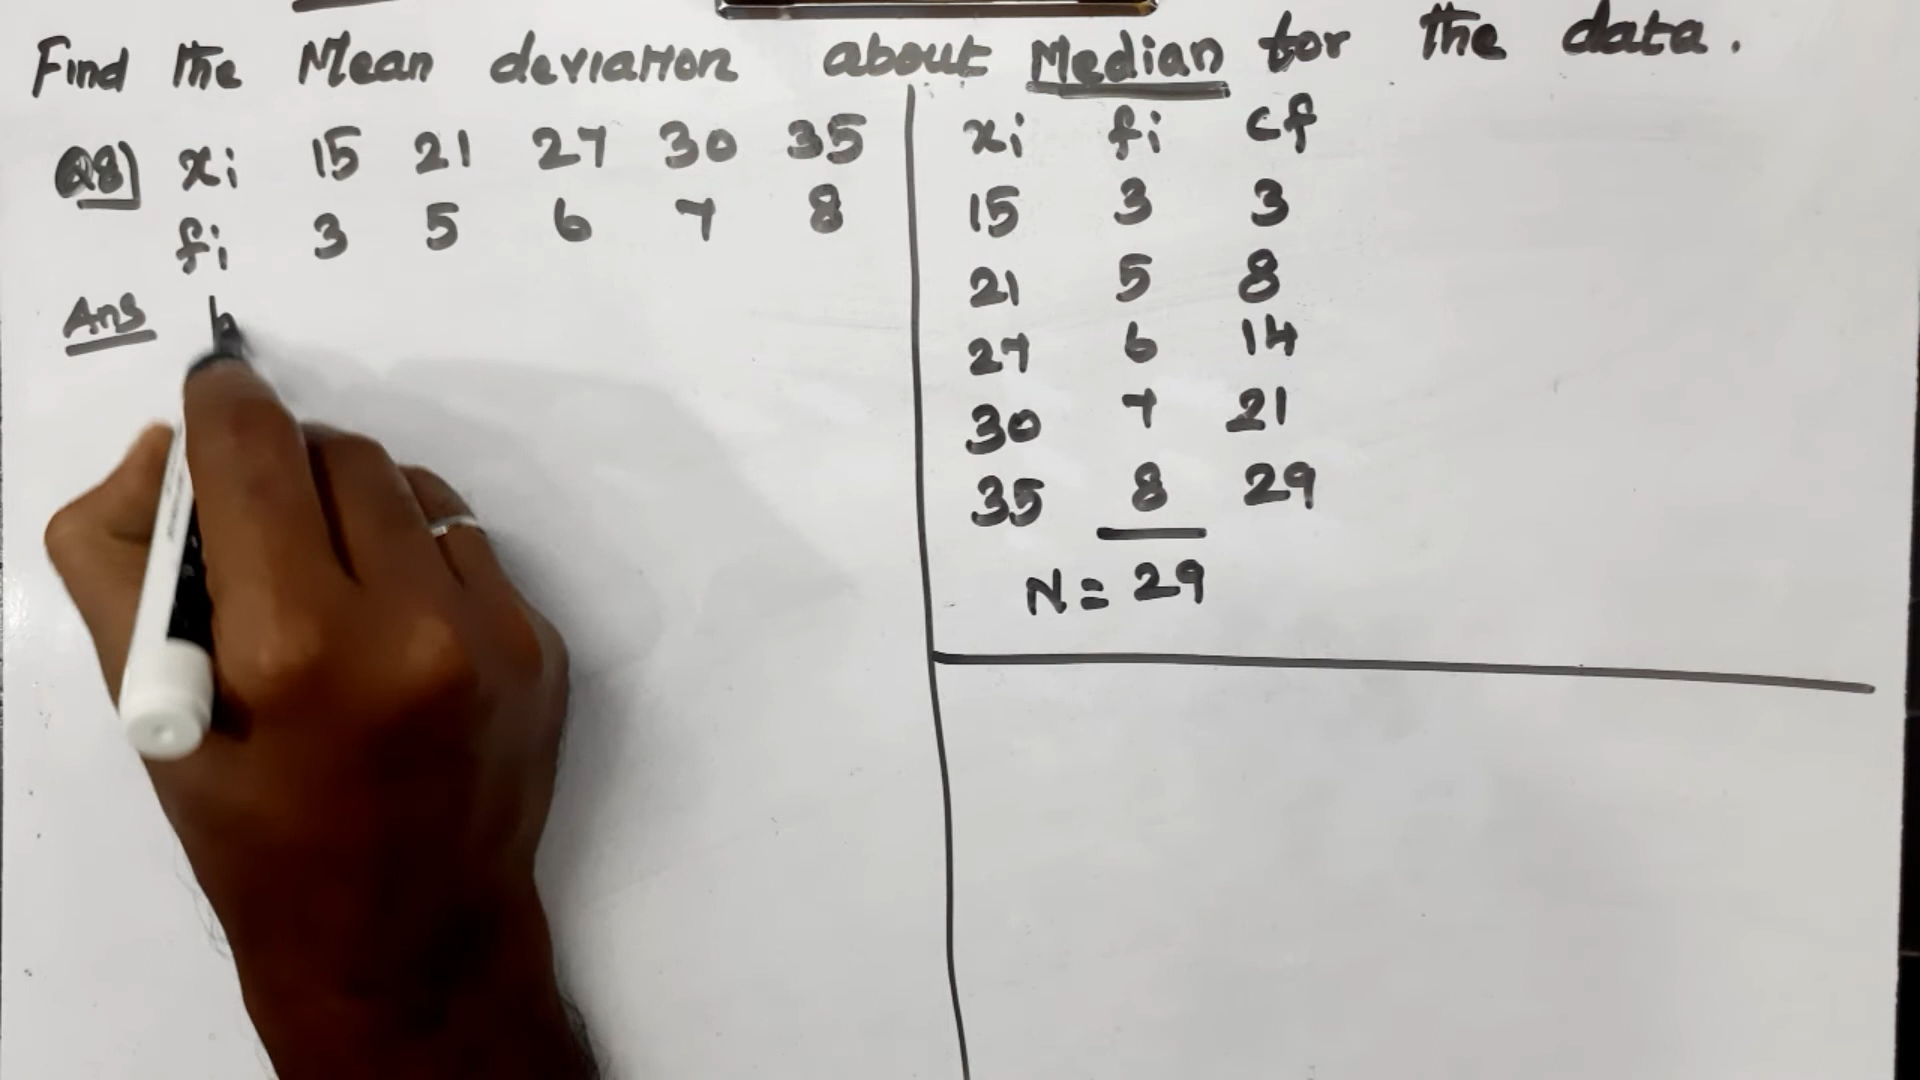 Find the Mean deviation about Median for the data.
Q8] xi 15 21 27 30 35
fi 3 5 6 7 8
Ans
xi fi cf
15 3 3
21 5 8
27 6 14
30 7 21
35 8 29
N = 29